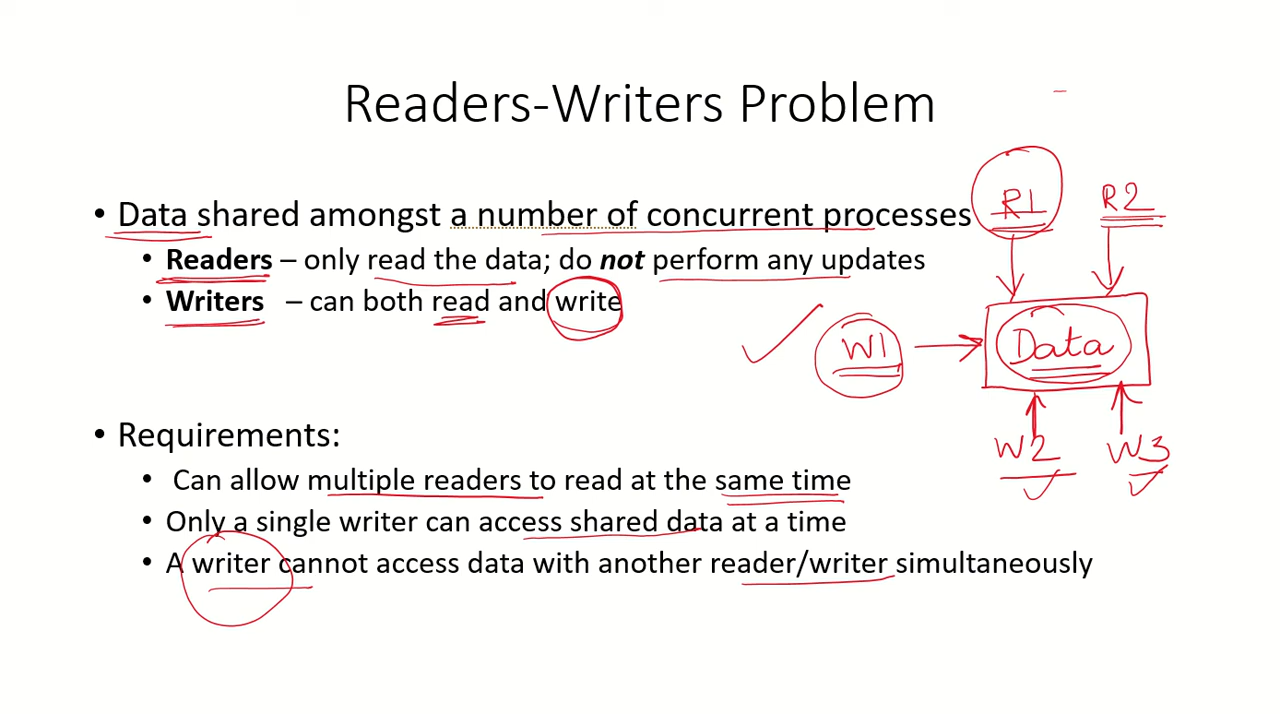 Readers-Writers Problem
• Data shared amongst a number of concurrent processes
• Readers – only read the data; do not perform any updates
• Writers – can both read and write
R1
R2
W1
Data
W2
W3
• Requirements:
• Can allow multiple readers to read at the same time
• Only a single writer can access shared data at a time
• A writer cannot access data with another reader/writer simultaneously